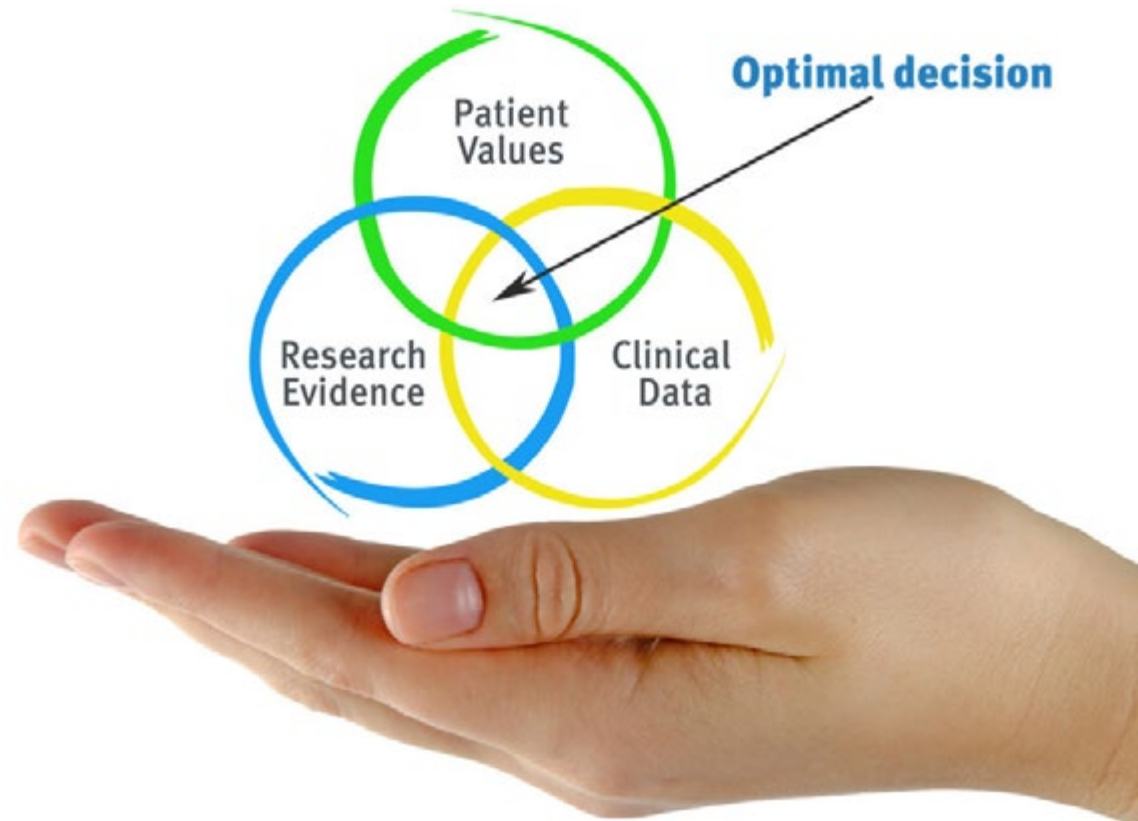 Optimal decision
Patient
Values
Research
Evidence
Clinical
Data